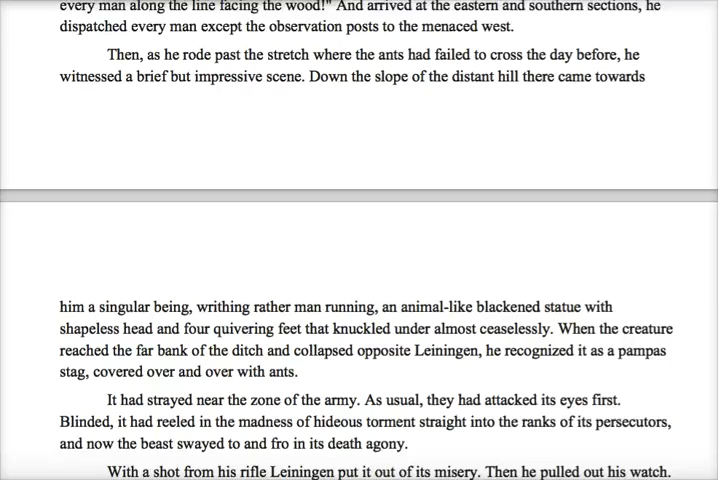 every man along the line facing the wood!" And arrived at the eastern and southern sections, he
dispatched every man except the observation posts to the menaced west.
Then, as he rode past the stretch where the ants had failed to cross the day before, he
witnessed a brief but impressive scene. Down the slope of the distant hill there came towards
him a singular being, writhing rather man running, an animal-like blackened statue with
shapeless head and four quivering feet that knuckled under almost ceaselessly. When the creature
reached the far bank of the ditch and collapsed opposite Leiningen, he recognized it as a pampas
stag, covered over and over with ants.
It had strayed near the zone of the army. As usual, they had attacked its eyes first.
Blinded, it had reeled in the madness of hideous torment straight into the ranks of its persecutors,
and now the beast swayed to and fro in its death agony.
With a shot from his rifle Leiningen put it out of its misery. Then he pulled out his watch.